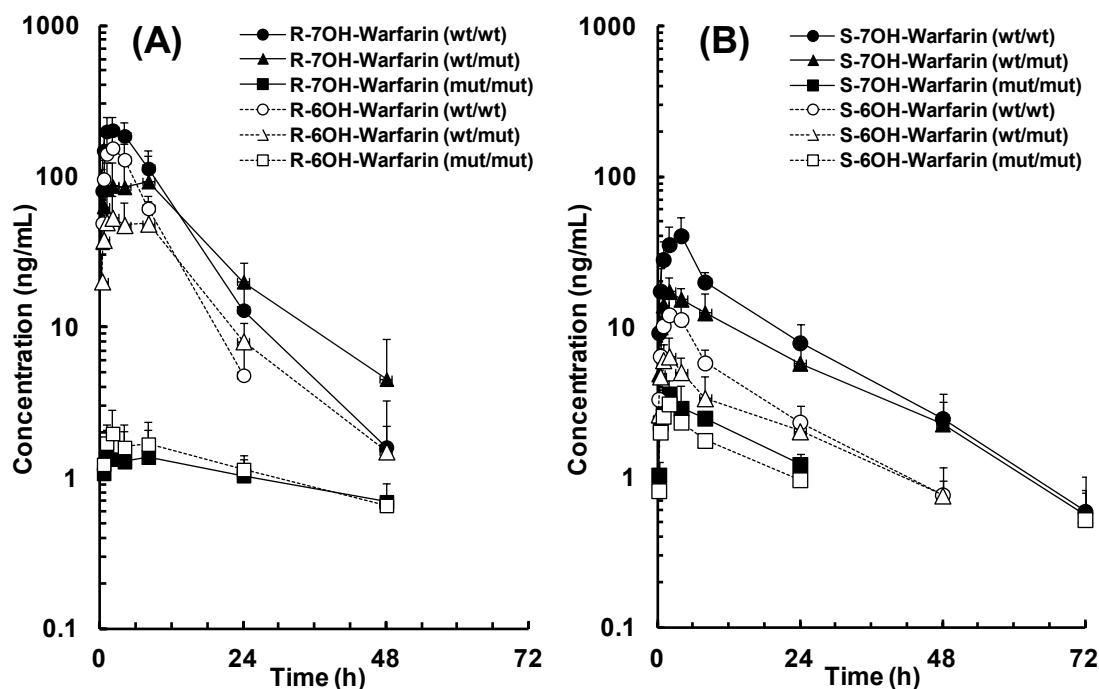 (A)
R-7OH-Warfarin (wt/wt)
R-7OH-Warfarin (wt/mut)
R-7OH-Warfarin (mut/mut)
R-6OH-Warfarin (wt/wt)
R-6OH-Warfarin (wt/mut)
R-6OH-Warfarin (mut/mut)
Concentration (ng/mL)
1000
100
10
1
0.1
0
24
48
72
Time (h)
(B)
S-7OH-Warfarin (wt/wt)
S-7OH-Warfarin (wt/mut)
S-7OH-Warfarin (mut/mut)
S-6OH-Warfarin (wt/wt)
S-6OH-Warfarin (wt/mut)
S-6OH-Warfarin (mut/mut)
Concentration (ng/mL)
1000
100
10
1
0.1
0
24
48
72
Time (h)